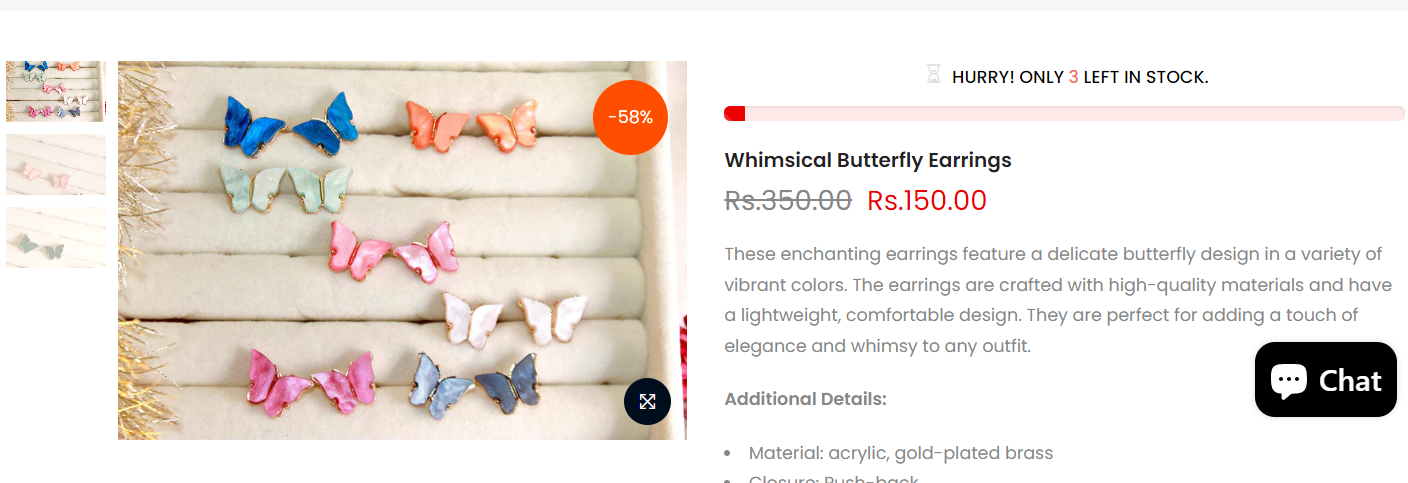 HURRY! ONLY 3 LEFT IN STOCK.
-58%
Whimsical Butterfly Earrings
Rs.350.00 Rs.150.00
These enchanting earrings feature a delicate butterfly design in a variety of
vibrant colors. The earrings are crafted with high-quality materials and have
a lightweight, comfortable design. They are perfect for adding a touch of
elegance and whimsy to any outfit.
Chat
Additional Details:
Material: acrylic, gold-plated brass
Closure: Push-back